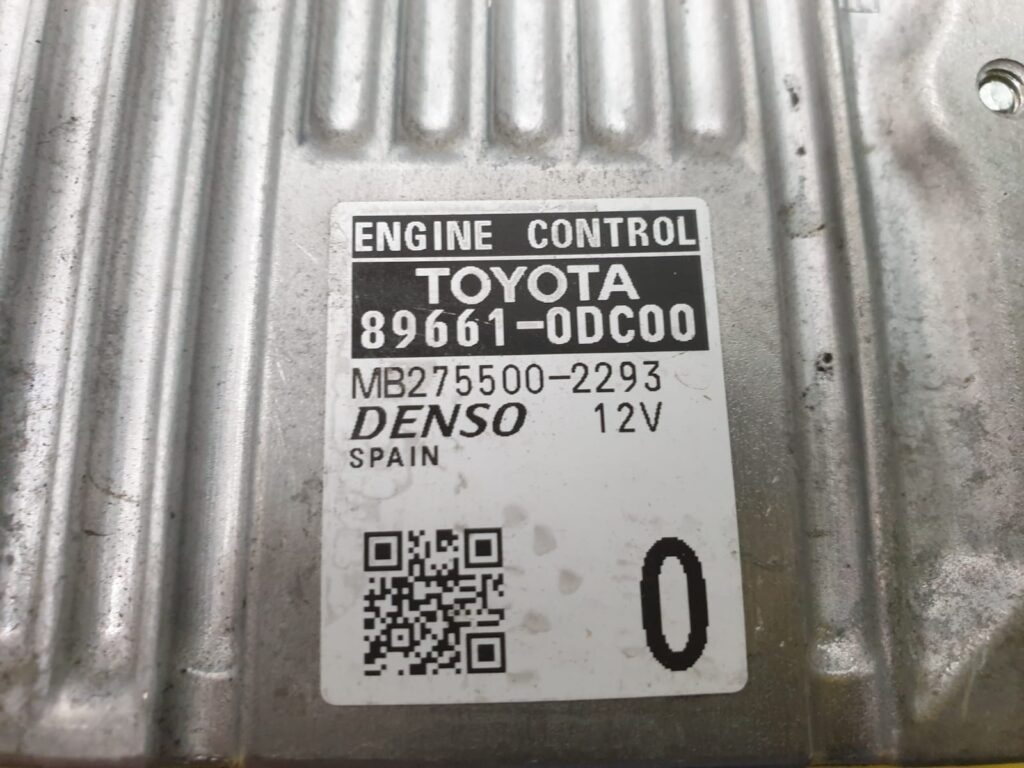 ENGINE CONTROL
TOYOTA
89661-0DC00
MB275500-2293
DENSO 12V
SPAIN
0